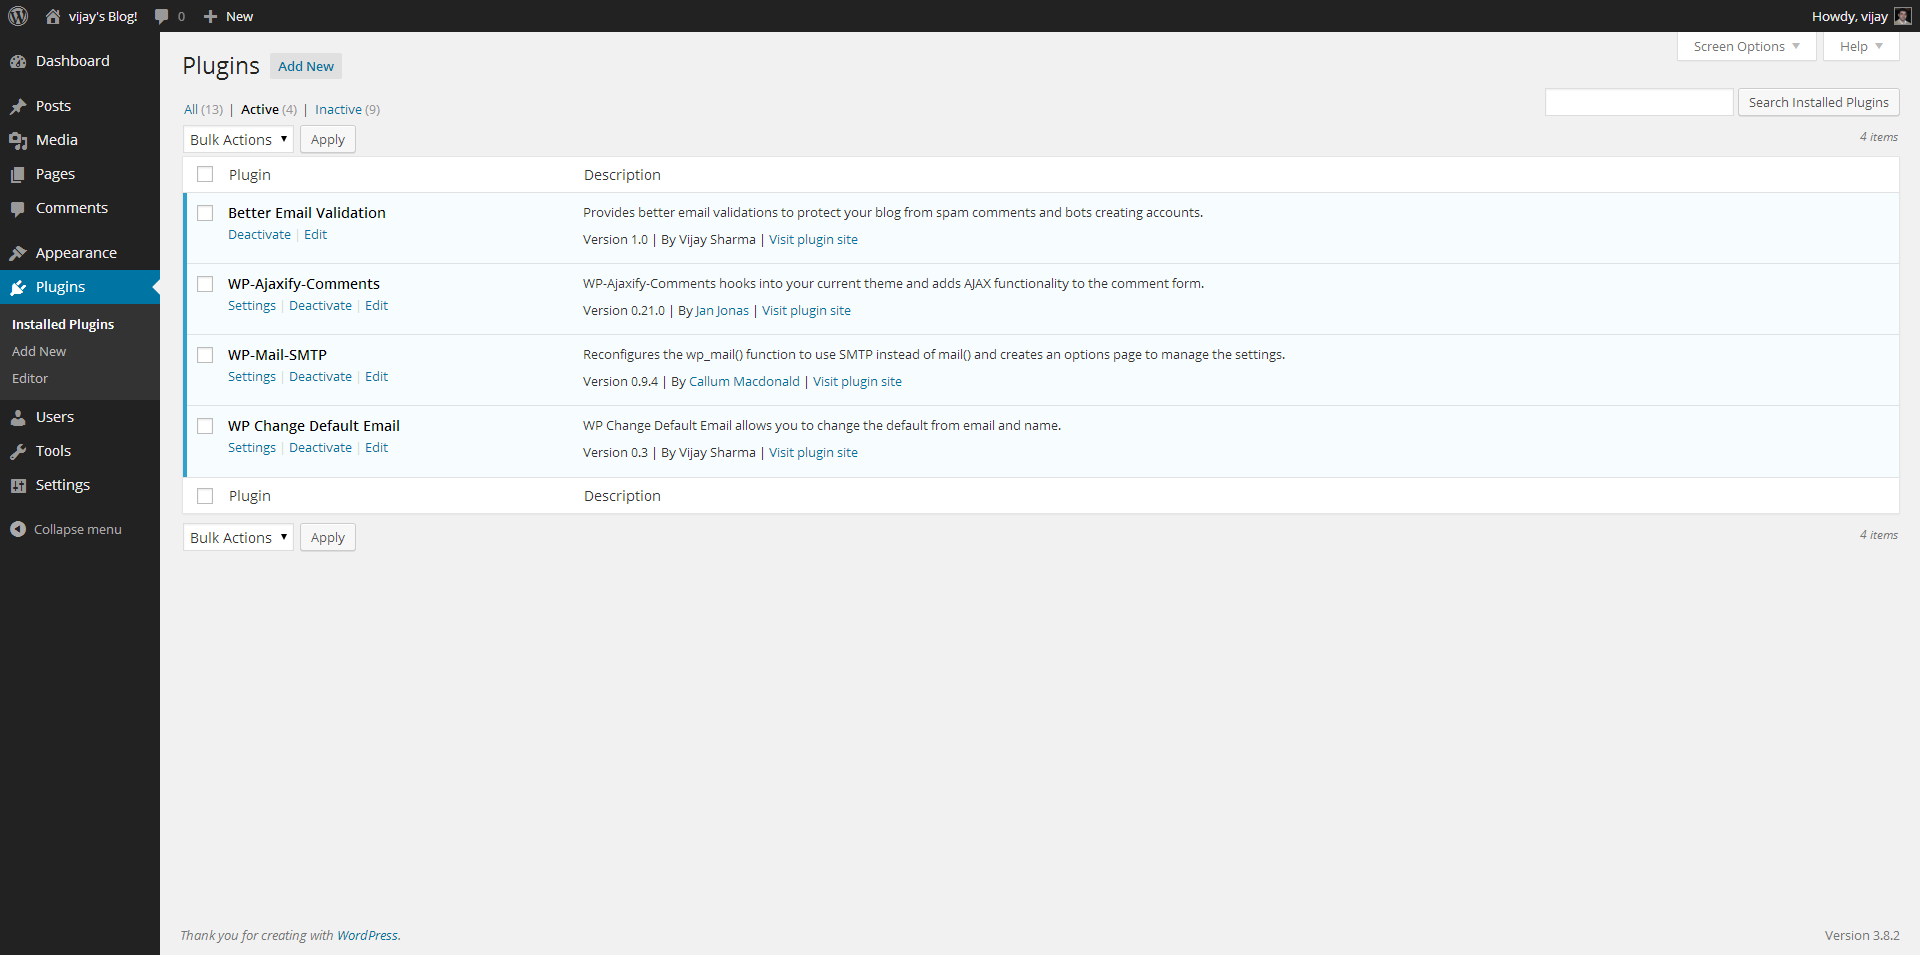 vijay's Blog! 0 New Howdy, vijay
Screen Options Help
Dashboard
Posts
Media
Pages
Comments
Appearance
Plugins
Installed Plugins
Add New
Editor
Users
Tools
Settings
Collapse menu
Plugins Add New
All (13) | Active (4) | Inactive (9)
Search Installed Plugins
Bulk Actions Apply
4 items
Plugin Description
Better Email Validation
Deactivate | Edit
Provides better email validations to protect your blog from spam comments and bots creating accounts.
Version 1.0 | By Vijay Sharma | Visit plugin site
WP-Ajaxify-Comments
Settings | Deactivate | Edit
WP-Ajaxify-Comments hooks into your current theme and adds AJAX functionality to the comment form.
Version 0.21.0 | By Jan Jonas | Visit plugin site
WP-Mail-SMTP
Settings | Deactivate | Edit
Reconfigures the wp_mail() function to use SMTP instead of mail() and creates an options page to manage the settings.
Version 0.9.4 | By Callum Macdonald | Visit plugin site
WP Change Default Email
Settings | Deactivate | Edit
WP Change Default Email allows you to change the default from email and name.
Version 0.3 | By Vijay Sharma | Visit plugin site
Plugin Description
Bulk Actions Apply
4 items
Thank you for creating with WordPress.
Version 3.8.2